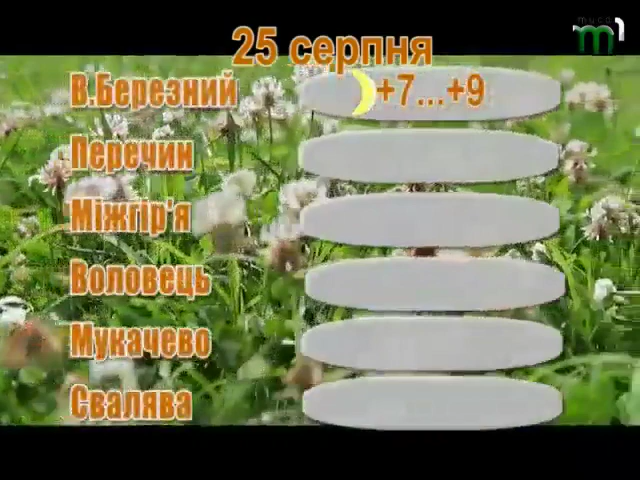 25 серпня
В.Березний +7...+9
Перечин
Міжгір'я
Воловець
Мукачево
Свалява